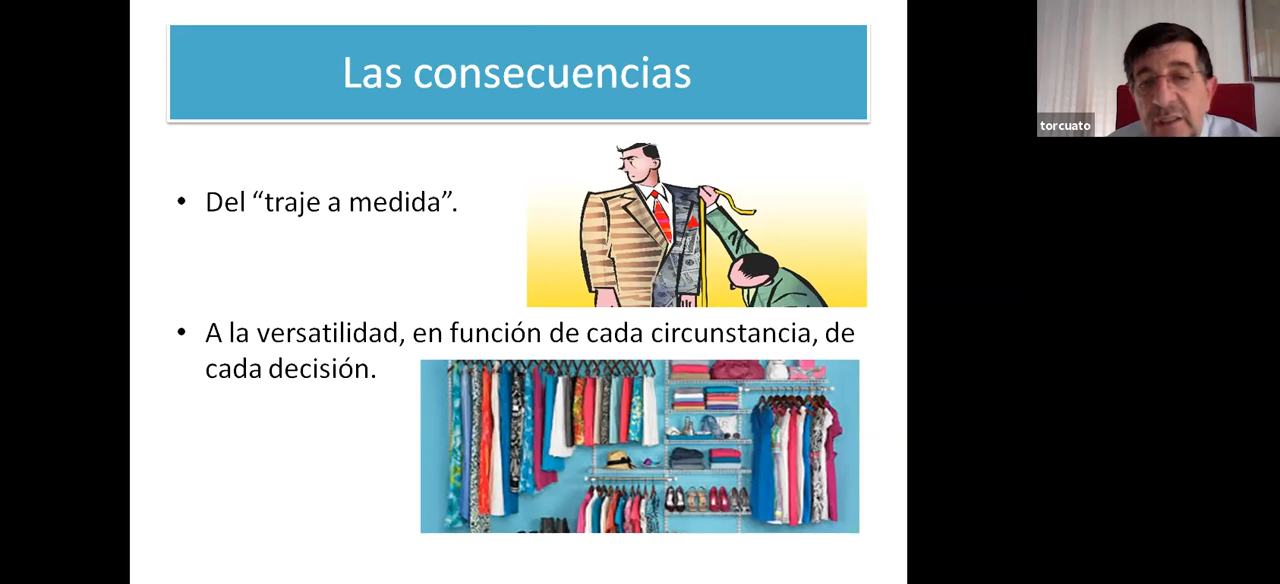 Las consecuencias
• Del “traje a medida”.
• A la versatilidad, en función de cada circunstancia, de
cada decisión.
torcuato